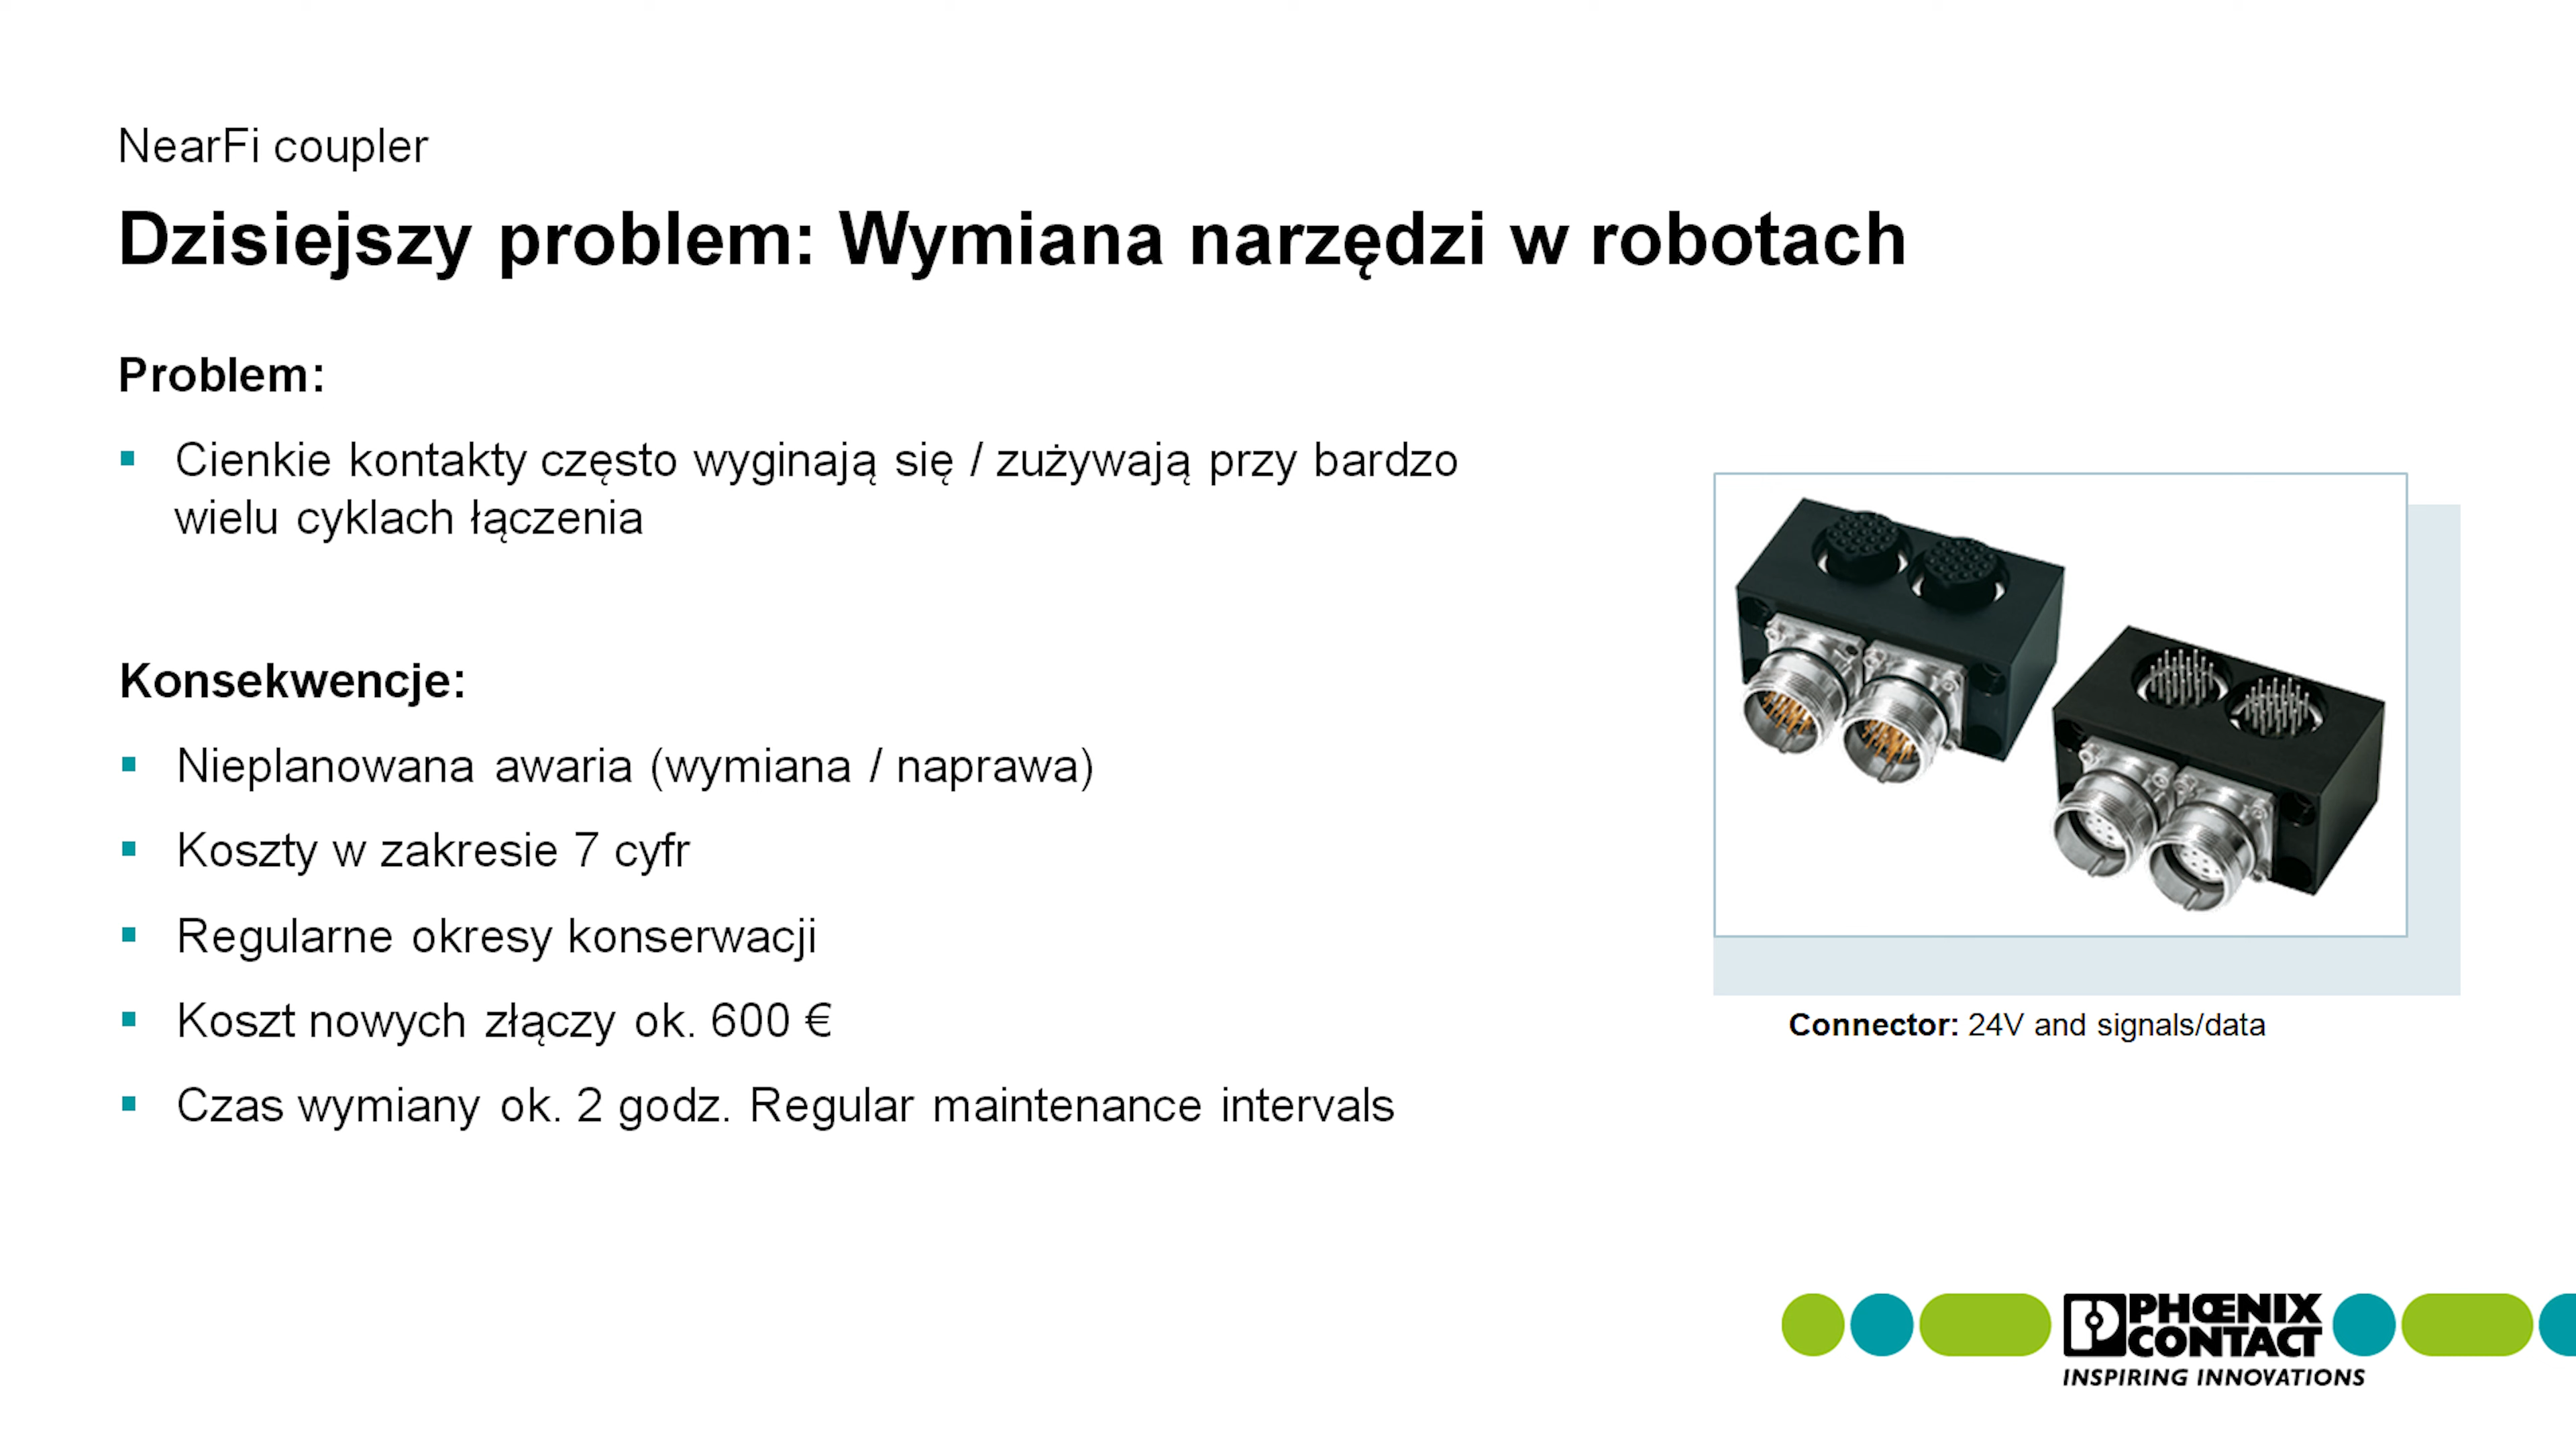 NearFi coupler
Dzisiejszy problem: Wymiana narzędzi w robotach
Problem:
Cienkie kontakty często wyginają się / zużywają przy bardzo
wielu cyklach łączenia
Konsekwencje:
Nieplanowana awaria (wymiana / naprawa)
Koszty w zakresie 7 cyfr
Regularne okresy konserwacji
Koszt nowych złączy ok. 600 €
Czas wymiany ok. 2 godz. Regular maintenance intervals
Connector: 24V and signals/data
PHŒNIX
CONTACT
INSPIRING INNOVATIONS